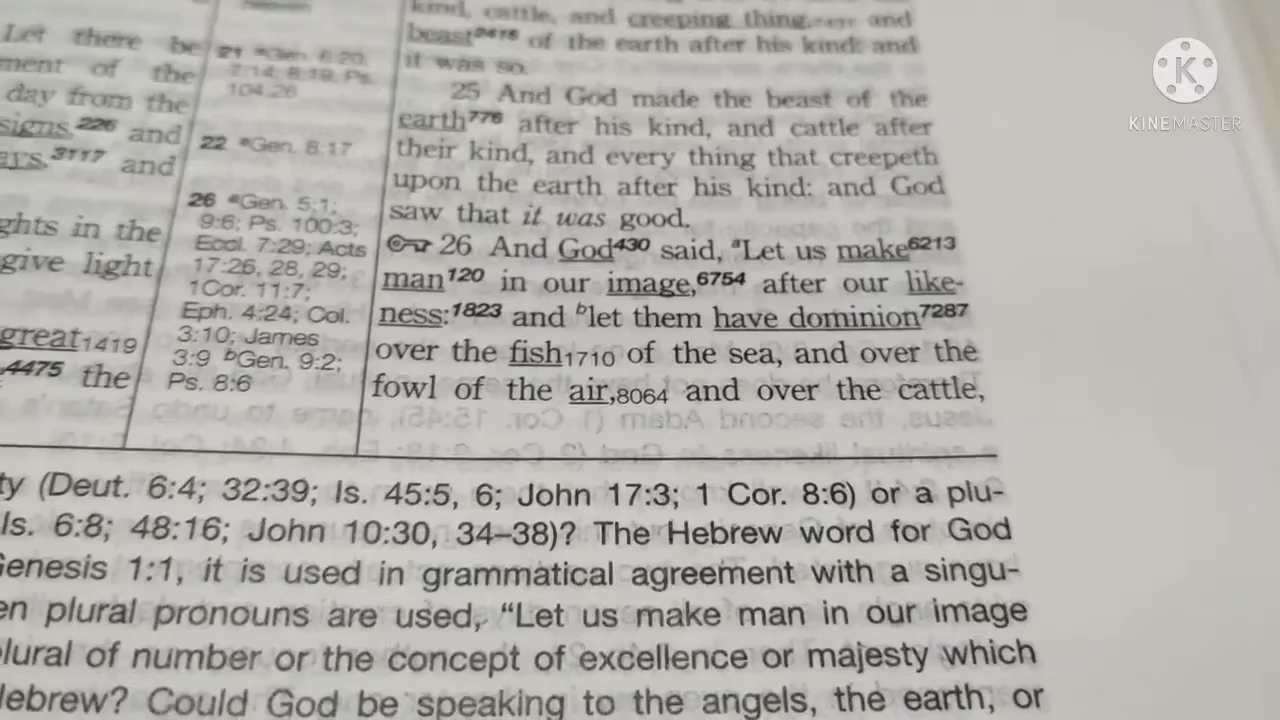 Let there be
ment of the
day from the
signs,226 and
ays,3117 and
ghts in the
give light
great1419
4475 the
21 aGen. 6:20;
7:14; 8:19; Ps.
104:26
22 aGen. 8:17
26 aGen. 5:1;
9:6; Ps. 100:3;
Eccl. 7:29; Acts
17:26, 28, 29;
1Cor. 11:7;
Eph. 4:24; Col.
3:10; James
3:9 bGen. 9:2;
Ps. 8:6
kind, cattle, and creeping thing, and
beast2416 of the earth after his kind: and
it was so.
25 And God made the beast of the
earth776 after his kind, and cattle after
their kind, and every thing that creepeth
upon the earth after his kind: and God
saw that it was good.
26 And God430 said, aLet us make6213
man120 in our image,6754 after our like-
ness:1823 and blet them have dominion7287
over the fish1710 of the sea, and over the
fowl of the air,8064 and over the cattle,
ty (Deut. 6:4; 32:39; Is. 45:5, 6; John 17:3; 1 Cor. 8:6) or a plu-
Is. 6:8; 48:16; John 10:30, 34–38)? The Hebrew word for God
Genesis 1:1, it is used in grammatical agreement with a singu-
en plural pronouns are used, “Let us make man in our image
lural of number or the concept of excellence or majesty which
Hebrew? Could God be speaking to the angels, the earth, or
K
KINEMASTER